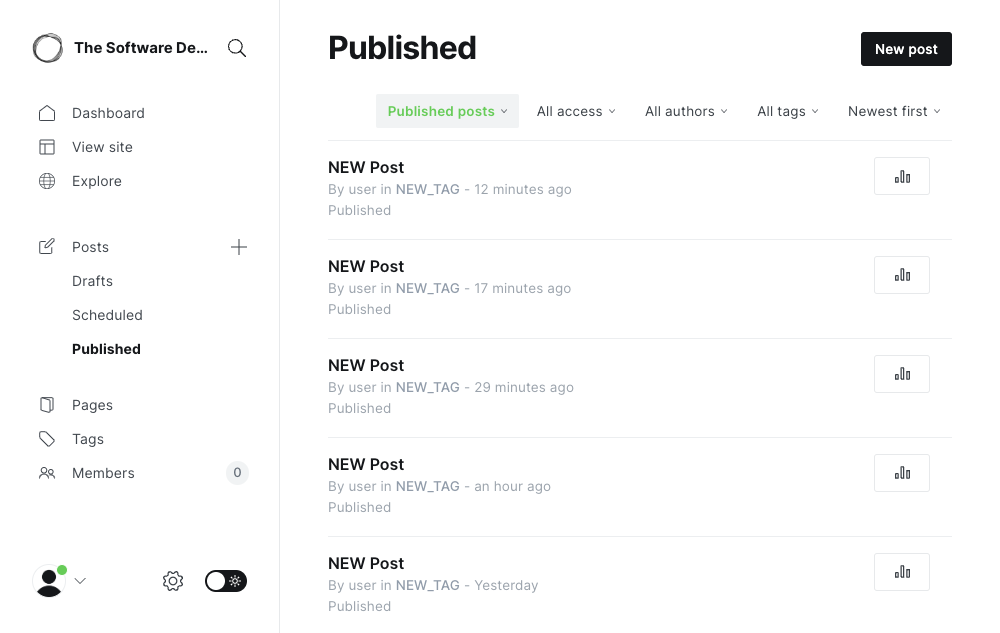 The Software De...
Dashboard
View site
Explore
Posts
Drafts
Scheduled
Published
Pages
Tags
Members 0
Published
New post
Published posts All access All authors All tags Newest first
NEW Post
By user in NEW_TAG - 12 minutes ago
Published
NEW Post
By user in NEW_TAG - 17 minutes ago
Published
NEW Post
By user in NEW_TAG - 29 minutes ago
Published
NEW Post
By user in NEW_TAG - an hour ago
Published
NEW Post
By user in NEW_TAG - Yesterday
Published